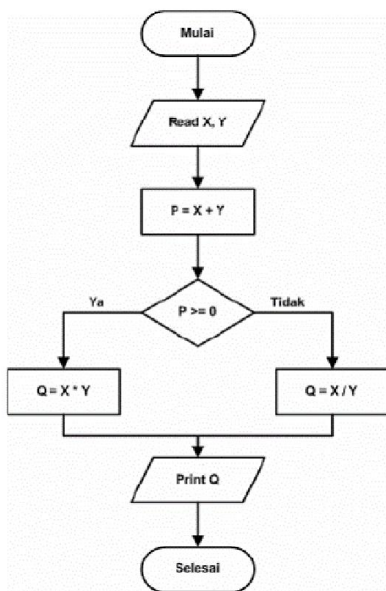 Mulai
Read X, Y
P = X + Y
Ya
P >= 0
Tidak
Q = X * Y
Q = X / Y
Print Q
Selesai